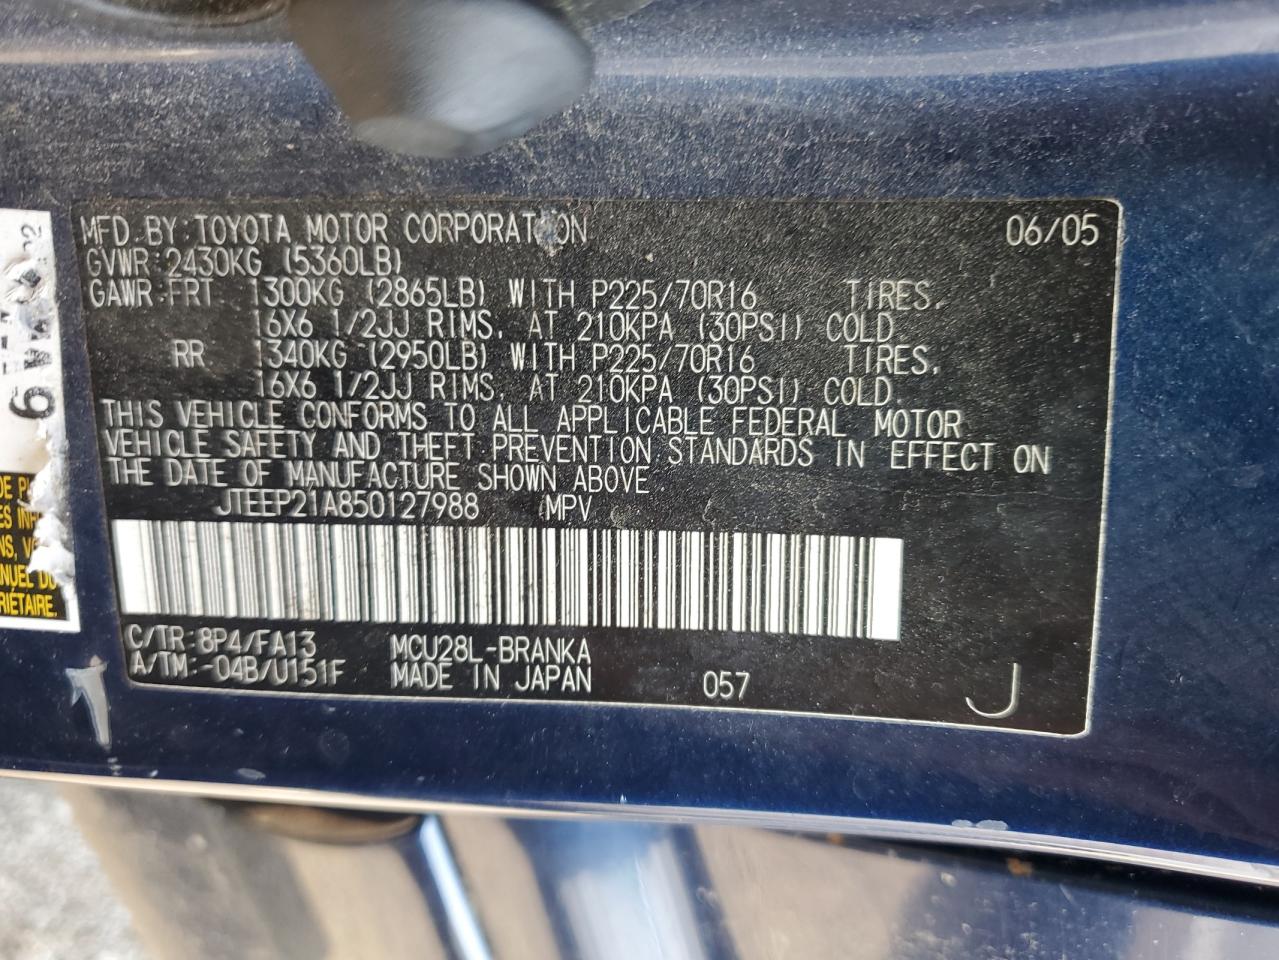 MFD. BY: TOYOTA MOTOR CORPORATION 06/05
GVWR: 2430KG (5360LB)
GAWR: FRT 1300KG (2865LB) WITH P225/70R16 TIRES,
16X6 1/2JJ RIMS, AT 210KPA (30PSI) COLD
RR 1340KG (2950LB) WITH P225/70R16 TIRES,
16X6 1/2JJ RIMS, AT 210KPA (30PSI) COLD.
THIS VEHICLE CONFORMS TO ALL APPLICABLE FEDERAL MOTOR
VEHICLE SAFETY AND THEFT PREVENTION STANDARDS IN EFFECT ON
THE DATE OF MANUFACTURE SHOWN ABOVE
JTEEP21A850127988 MPV
C/TR: 8P4/FA13 MCU28L-BRANKA
A/TM: -04B/U151F MADE IN JAPAN 057 J
DE
RIÉTAIRE.